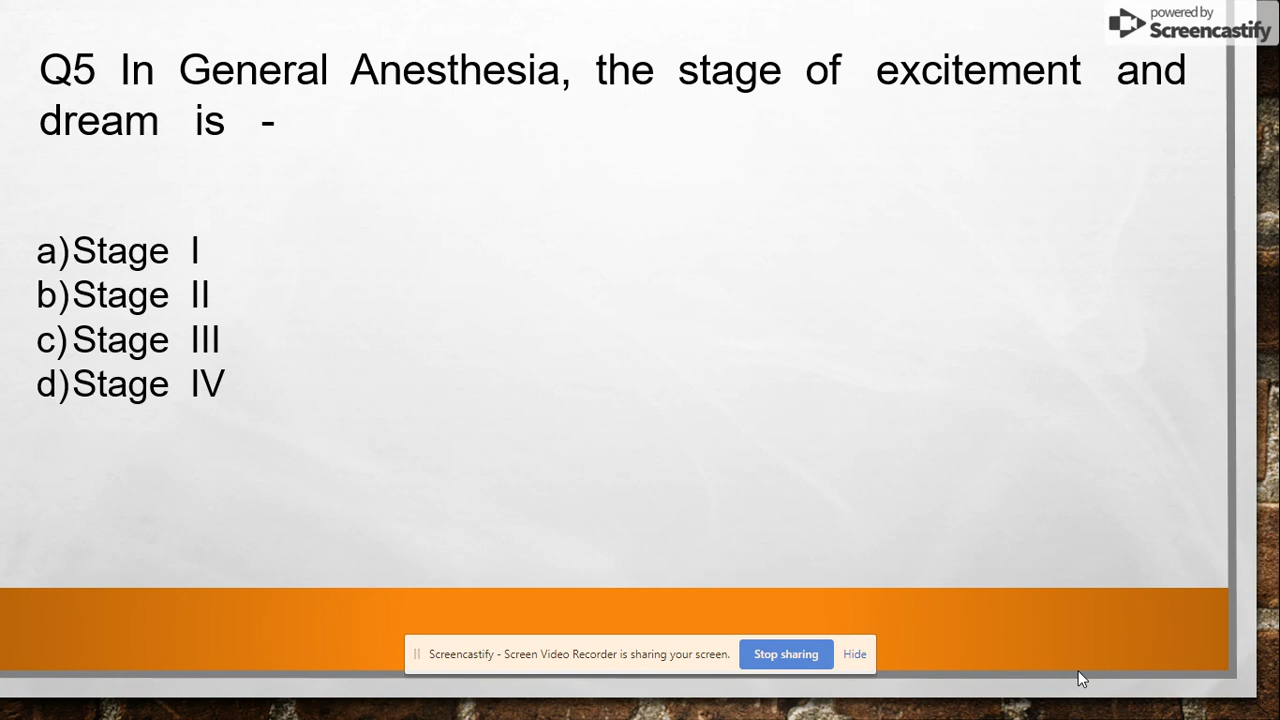 powered by
Screencastify
Q5 In General Anesthesia, the stage of excitement and
dream is -
a)Stage I
b)Stage II
c)Stage III
d)Stage IV
Screencastify - Screen Video Recorder is sharing your screen. Stop sharing Hide